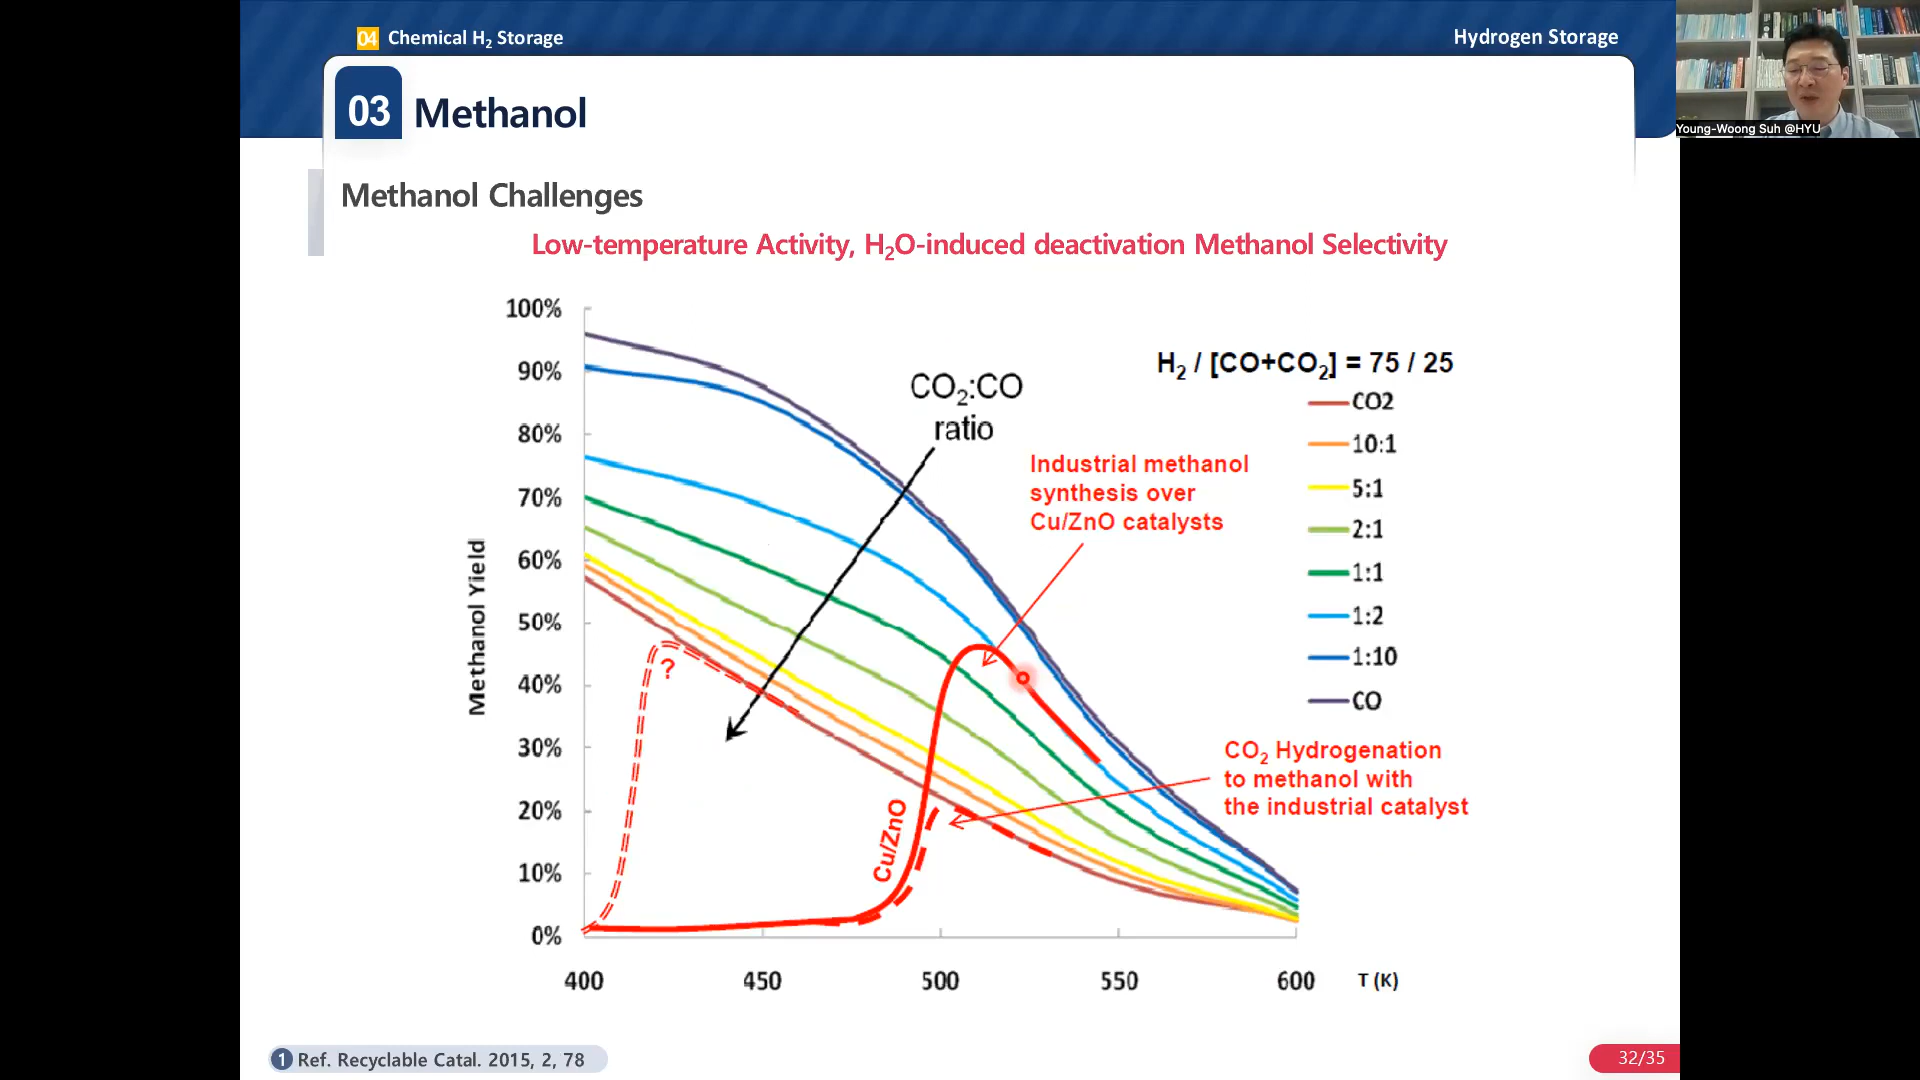 04 Chemical H₂ Storage
Hydrogen Storage
03 Methanol
Young-Woong Suh @HYU
Methanol Challenges
Low-temperature Activity, H₂O-induced deactivation Methanol Selectivity
100%
90%
80%
70%
60%
50%
40%
30%
20%
10%
0%
Methanol Yield
400
450
500
550
600
T (K)
CO₂:CO
ratio
H₂ / [CO+CO₂] = 75 / 25
CO2
10:1
5:1
2:1
1:1
1:2
1:10
CO
Industrial methanol
synthesis over
Cu/ZnO catalysts
?
Cu/ZnO
CO₂ Hydrogenation
to methanol with
the industrial catalyst
1 Ref. Recyclable Catal. 2015, 2, 78
32/35